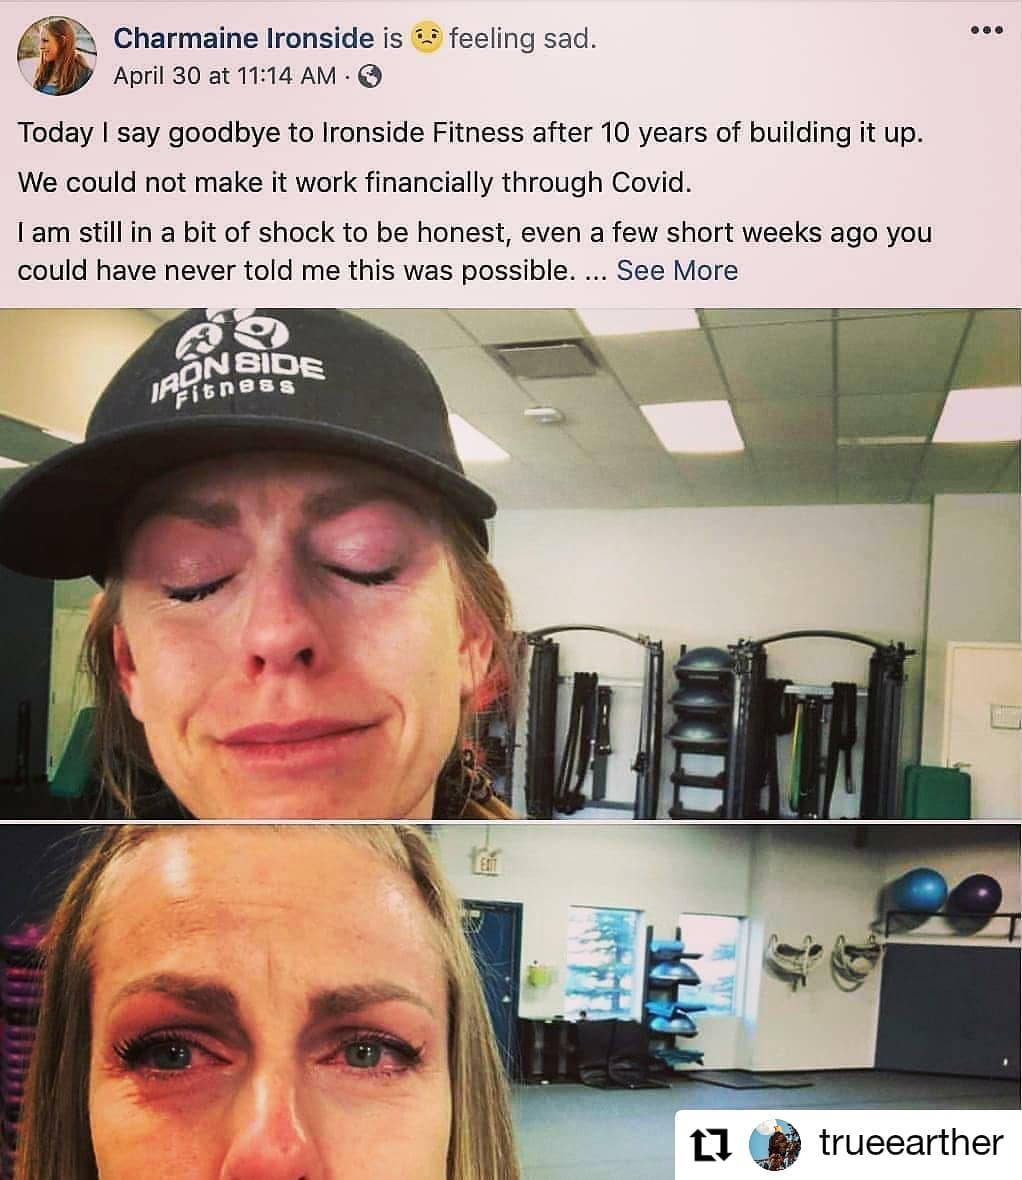 Charmaine Ironside is 😟 feeling sad.
April 30 at 11:14 AM ·
Today I say goodbye to Ironside Fitness after 10 years of building it up.
We could not make it work financially through Covid.
I am still in a bit of shock to be honest, even a few short weeks ago you
could have never told me this was possible. ... See More
IRONSIDE
Fitness
EXIT
trueearther